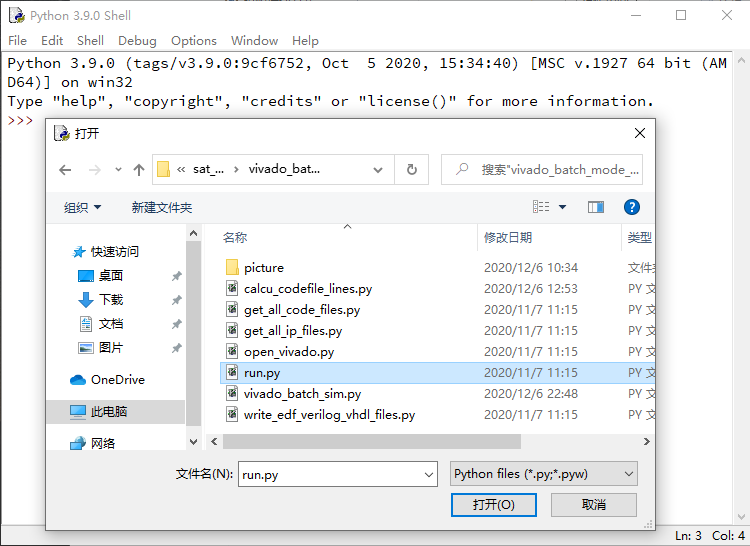 Python 3.9.0 Shell
File Edit Shell Debug Options Window Help
Python 3.9.0 (tags/v3.9.0:9cf6752, Oct  5 2020, 15:34:40) [MSC v.1927 64 bit (AM
D64)] on win32
Type "help", "copyright", "credits" or "license()" for more information.
>>>
打开
« sat_... › vivado_bat...
搜索"vivado_batch_mode_...
组织 新建文件夹
名称 修改日期 类型
快速访问
桌面
下载
文档
图片
OneDrive
此电脑
网络
picture 2020/12/6 10:34 文件
calcu_codefile_lines.py 2020/12/6 12:53 PY 文
get_all_code_files.py 2020/11/7 11:15 PY 文
get_all_ip_files.py 2020/11/7 11:15 PY 文
open_vivado.py 2020/11/7 11:15 PY 文
run.py 2020/11/7 11:15 PY 文
vivado_batch_sim.py 2020/12/6 22:48 PY 文
write_edf_verilog_vhdl_files.py 2020/11/7 11:15 PY 文
文件名(N): run.py
Python files (*.py;*.pyw)
打开(O) 取消
Ln: 3 Col: 4